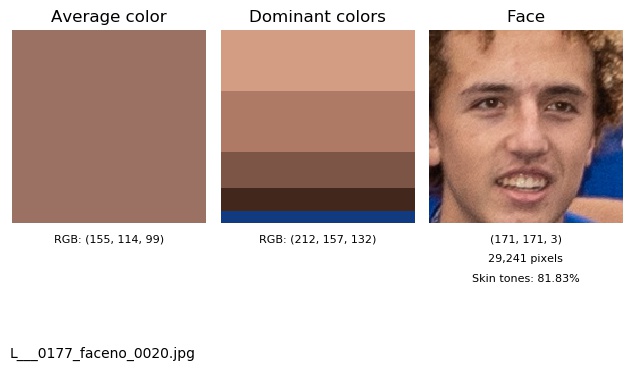 Average color
Dominant colors
Face
RGB: (155, 114, 99)
RGB: (212, 157, 132)
(171, 171, 3)
29,241 pixels
Skin tones: 81.83%
L___0177_faceno_0020.jpg